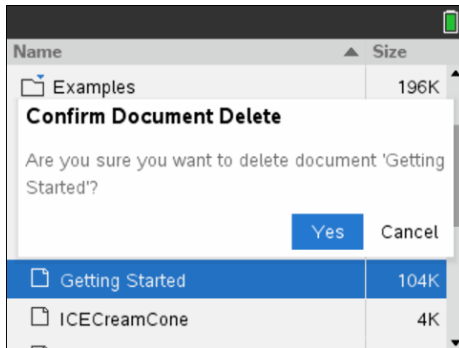 Name Size
Examples 196K
Confirm Document Delete
Are you sure you want to delete document 'Getting
Started'?
Yes Cancel
Getting Started 104K
ICECreamCone 4K